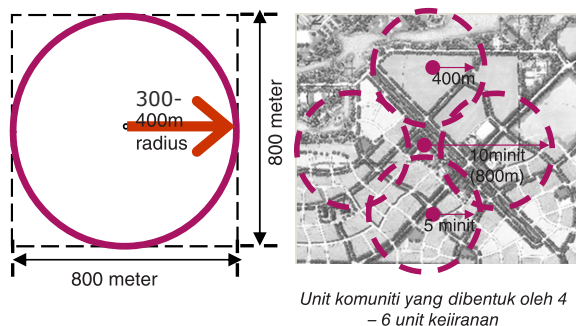 300-
400m
radius
800 meter
800 meter
400m
10minit
(800m)
5 minit
Unit komuniti yang dibentuk oleh 4
– 6 unit kejiranan